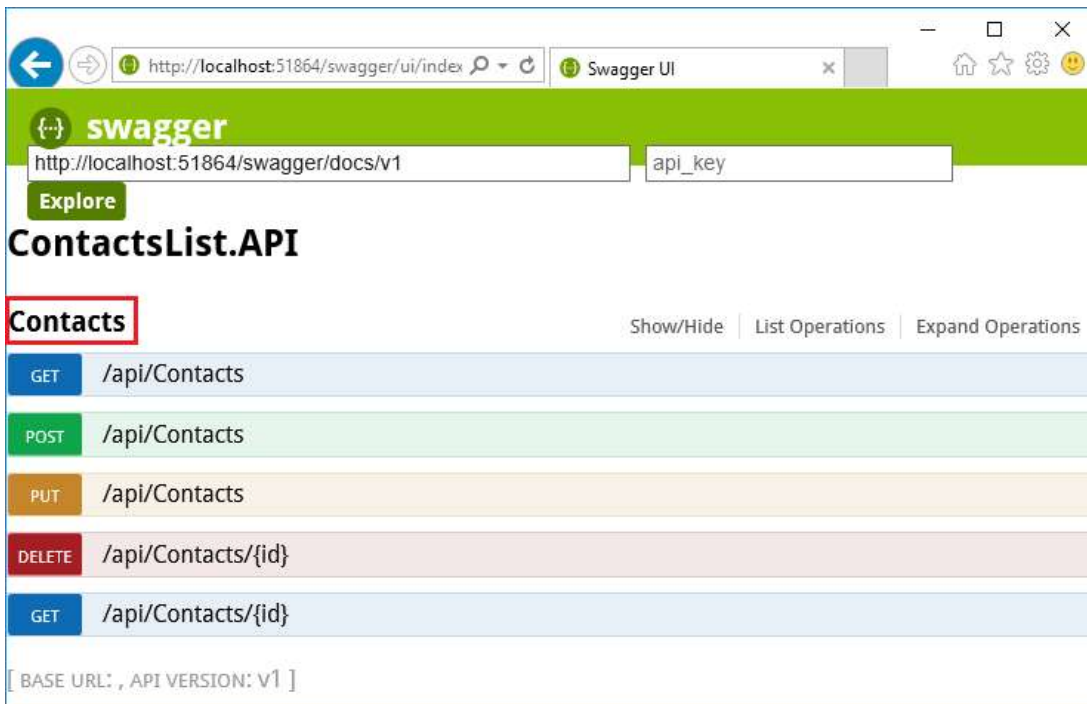 http://localhost:51864/swagger/ui/index Swagger UI
{··} swagger
http://localhost:51864/swagger/docs/v1 api_key
Explore
ContactsList.API
Contacts Show/Hide List Operations Expand Operations
GET /api/Contacts
POST /api/Contacts
PUT /api/Contacts
DELETE /api/Contacts/{id}
GET /api/Contacts/{id}
[ BASE URL: , API VERSION: V1 ]